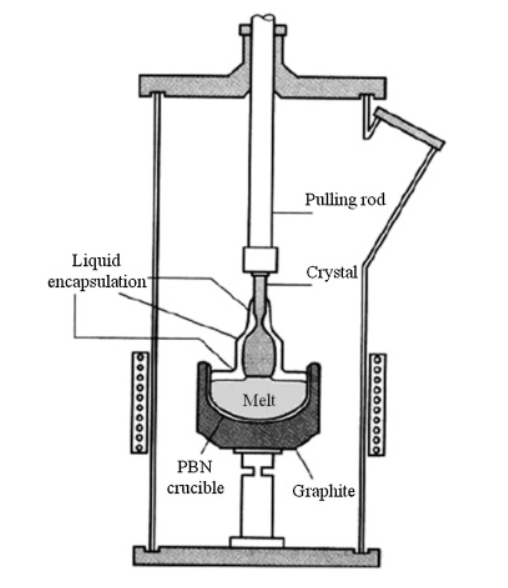 Pulling rod
Liquid
encapsulation
Crystal
Melt
PBN
crucible
Graphite